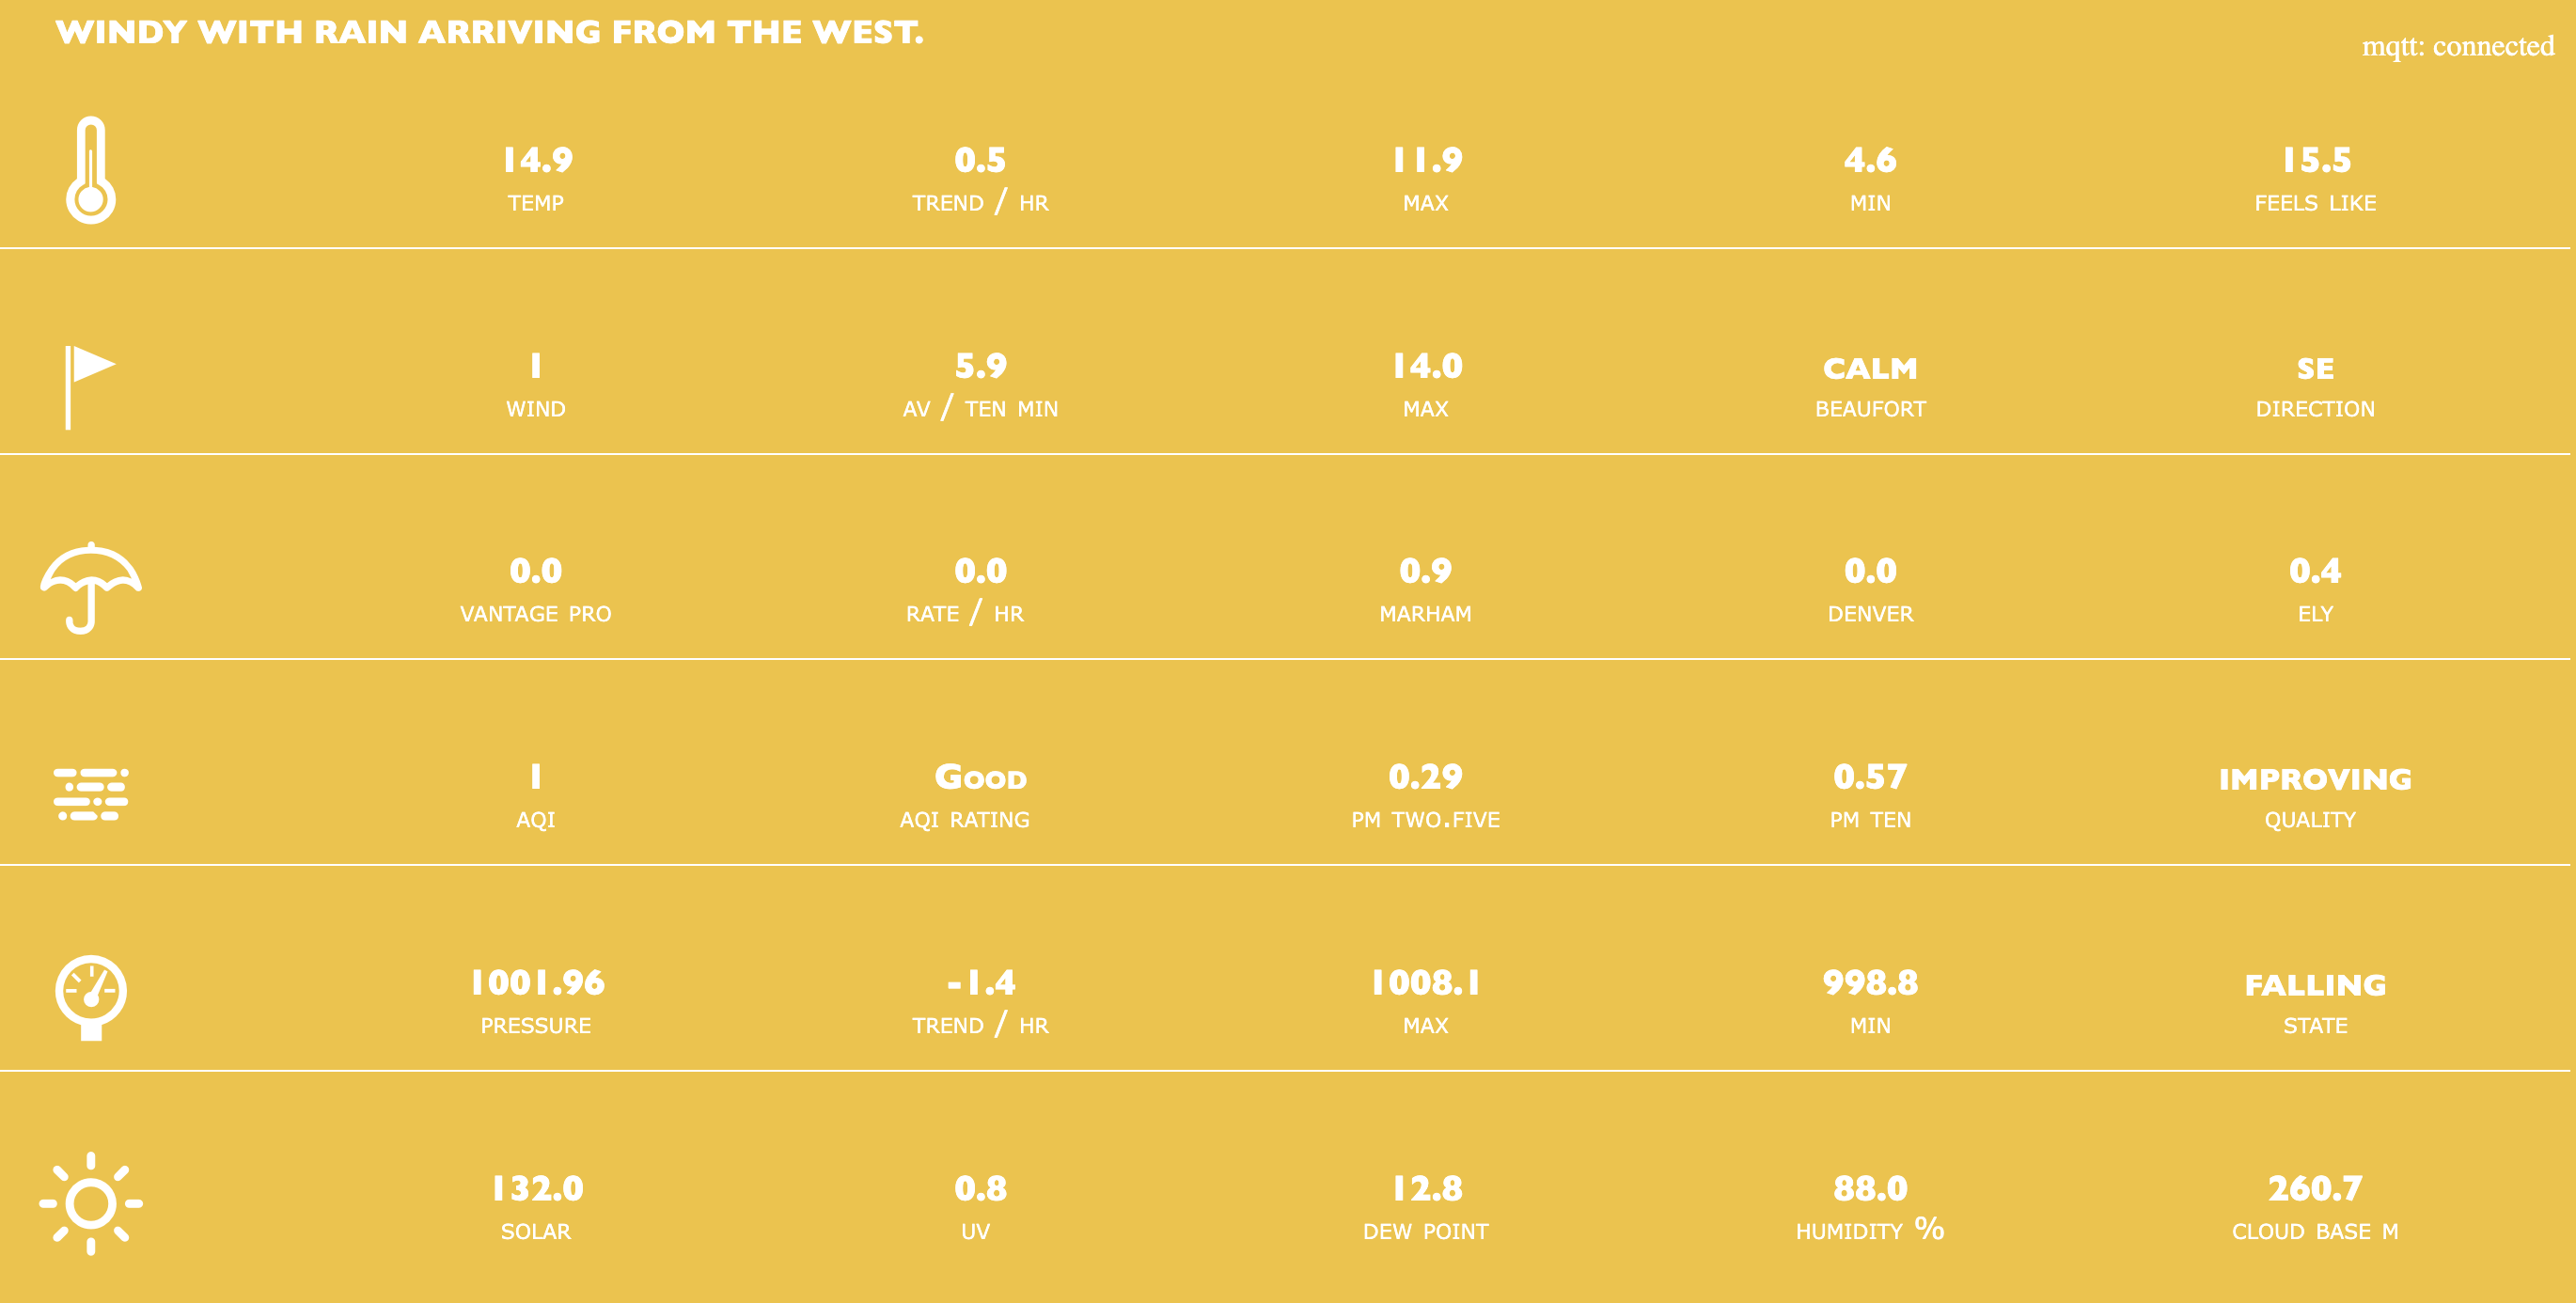 WINDY WITH RAIN ARRIVING FROM THE WEST.
mqtt: connected
14.9 0.5 11.9 4.6 15.5
TEMP TREND / HR MAX MIN FEELS LIKE
1 5.9 14.0 CALM SE
WIND AV / TEN MIN MAX BEAUFORT DIRECTION
0.0 0.0 0.9 0.0 0.4
VANTAGE PRO RATE / HR MARHAM DENVER ELY
1 GOOD 0.29 0.57 IMPROVING
AQI AQI RATING PM TWO.FIVE PM TEN QUALITY
1001.96 -1.4 1008.1 998.8 FALLING
PRESSURE TREND / HR MAX MIN STATE
132.0 0.8 12.8 88.0 260.7
SOLAR UV DEW POINT HUMIDITY % CLOUD BASE M